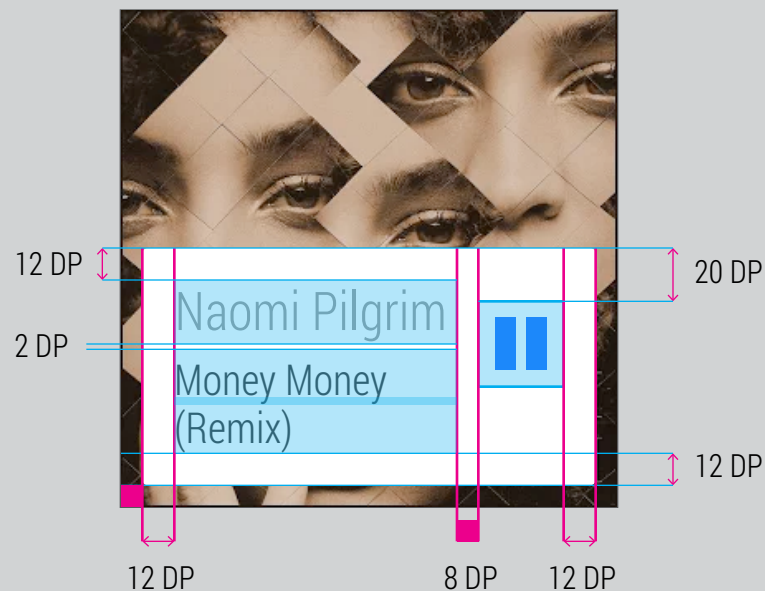 12 DP
20 DP
Naomi Pilgrim
2 DP
Money Money
(Remix)
12 DP
12 DP
8 DP
12 DP